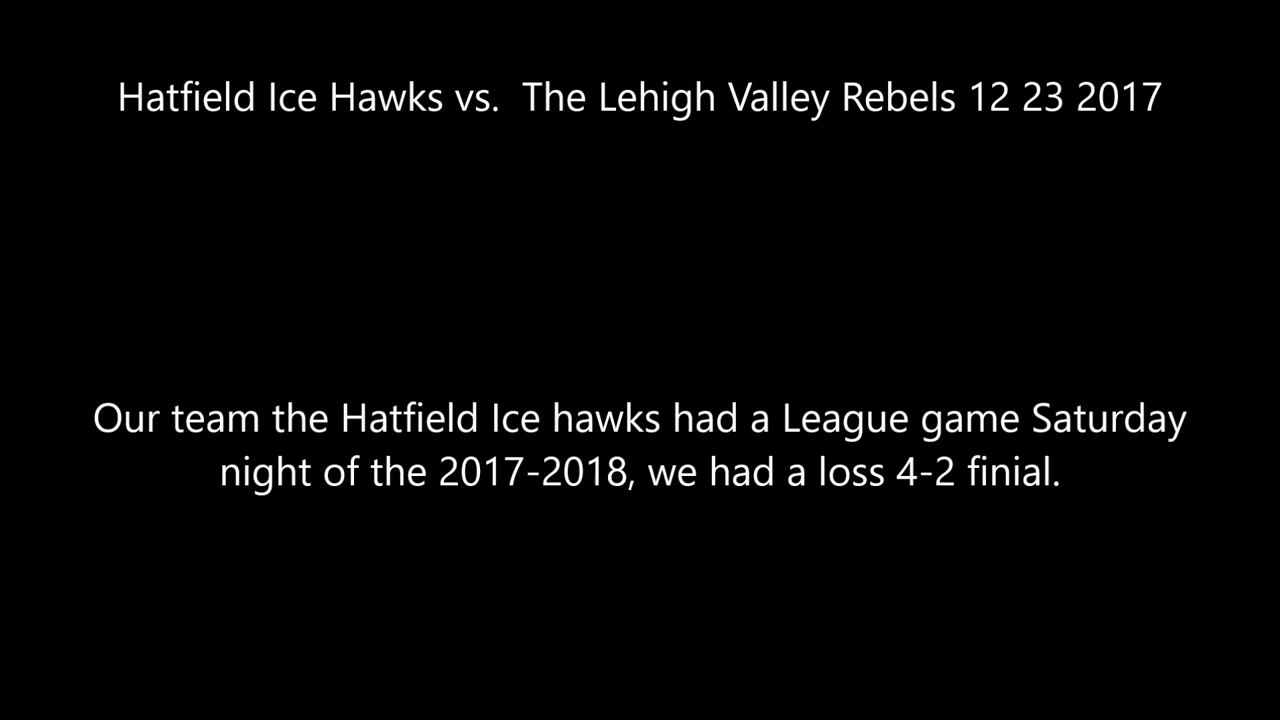 Hatfield Ice Hawks vs.  The Lehigh Valley Rebels 12 23 2017
Our team the Hatfield Ice hawks had a League game Saturday
night of the 2017-2018, we had a loss 4-2 finial.